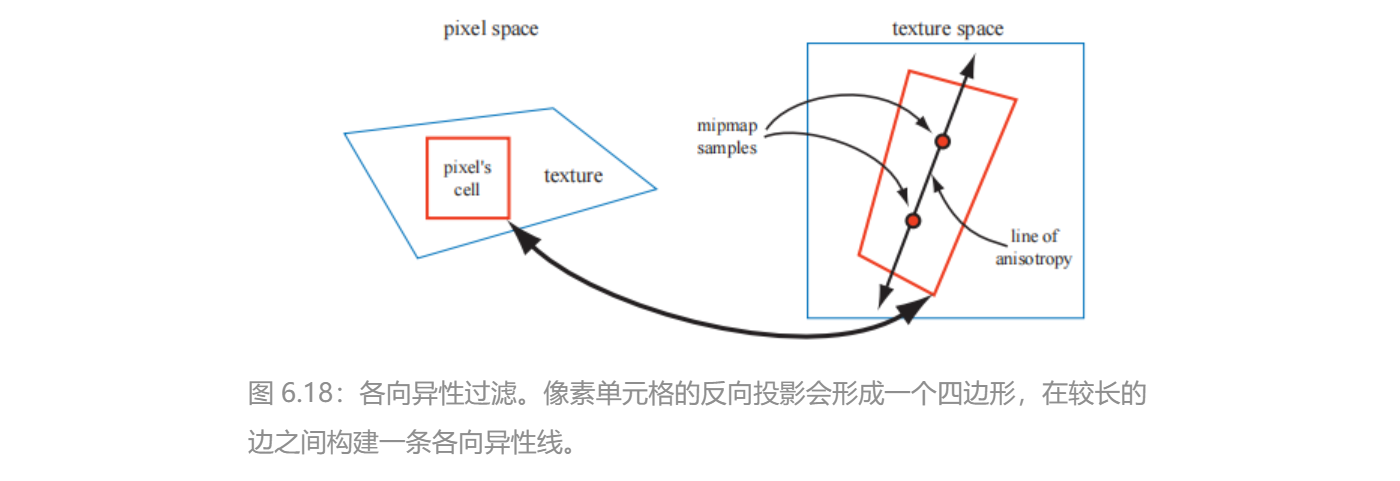 pixel space
texture space
pixel's
cell
texture
mipmap
samples
line of
anisotropy
图 6.18：各向异性过滤。像素单元格的反向投影会形成一个四边形，在较长的
边之间构建一条各向异性线。